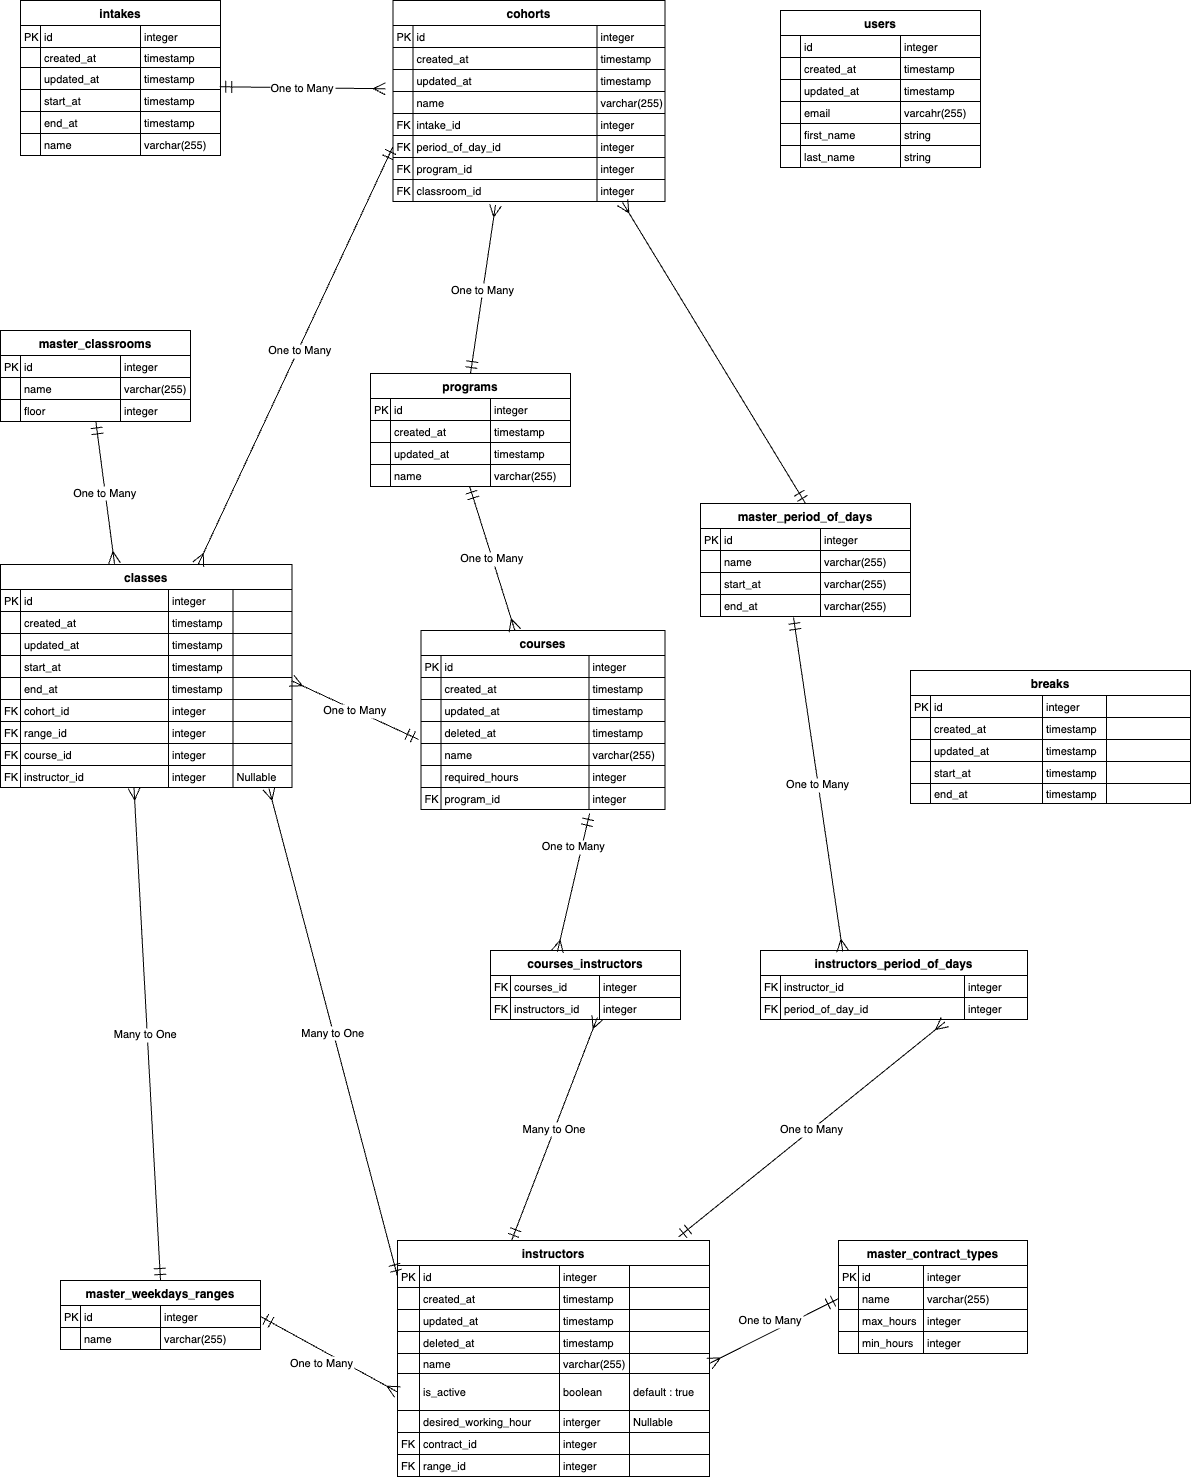 intakes
PK id integer
created_at timestamp
updated_at timestamp
start_at timestamp
end_at timestamp
name varchar(255)
One to Many
cohorts
PK id integer
created_at timestamp
updated_at timestamp
name varchar(255)
FK intake_id integer
FK period_of_day_id integer
FK program_id integer
FK classroom_id integer
users
id integer
created_at timestamp
updated_at timestamp
email varcahr(255)
first_name string
last_name string
One to Many
One to Many
master_classrooms
PK id integer
name varchar(255)
floor integer
One to Many
programs
PK id integer
created_at timestamp
updated_at timestamp
name varchar(255)
One to Many
master_period_of_days
PK id integer
name varchar(255)
start_at varchar(255)
end_at varchar(255)
classes
PK id integer
created_at timestamp
updated_at timestamp
start_at timestamp
end_at timestamp
FK cohort_id integer
FK range_id integer
FK course_id integer
FK instructor_id integer Nullable
One to Many
courses
PK id integer
created_at timestamp
updated_at timestamp
deleted_at timestamp
name varchar(255)
required_hours integer
FK program_id integer
breaks
PK id integer
created_at timestamp
updated_at timestamp
start_at timestamp
end_at timestamp
One to Many
One to Many
courses_instructors
FK courses_id integer
FK instructors_id integer
instructors_period_of_days
FK instructor_id integer
FK period_of_day_id integer
Many to One
Many to One
Many to One
One to Many
instructors
PK id integer
created_at timestamp
updated_at timestamp
deleted_at timestamp
name varchar(255)
is_active boolean default : true
desired_working_hour interger Nullable
FK contract_id integer
FK range_id integer
master_contract_types
PK id integer
name varchar(255)
max_hours integer
min_hours integer
One to Many
master_weekdays_ranges
PK id integer
name varchar(255)
One to Many